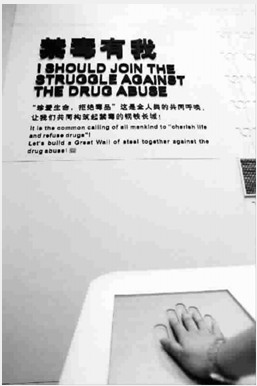 禁毒有我
I SHOULD JOIN THE
STRUGGLE AGAINST
THE DRUG ABUSE
“珍爱生命，拒绝毒品”这是全人类的共同呼唤，
让我们共同构筑起禁毒的钢铁长城！
It is the common calling of all mankind to "cherish life
and refuse drugs"!
Let's build a Great Wall of steel together against the
drug abuse!